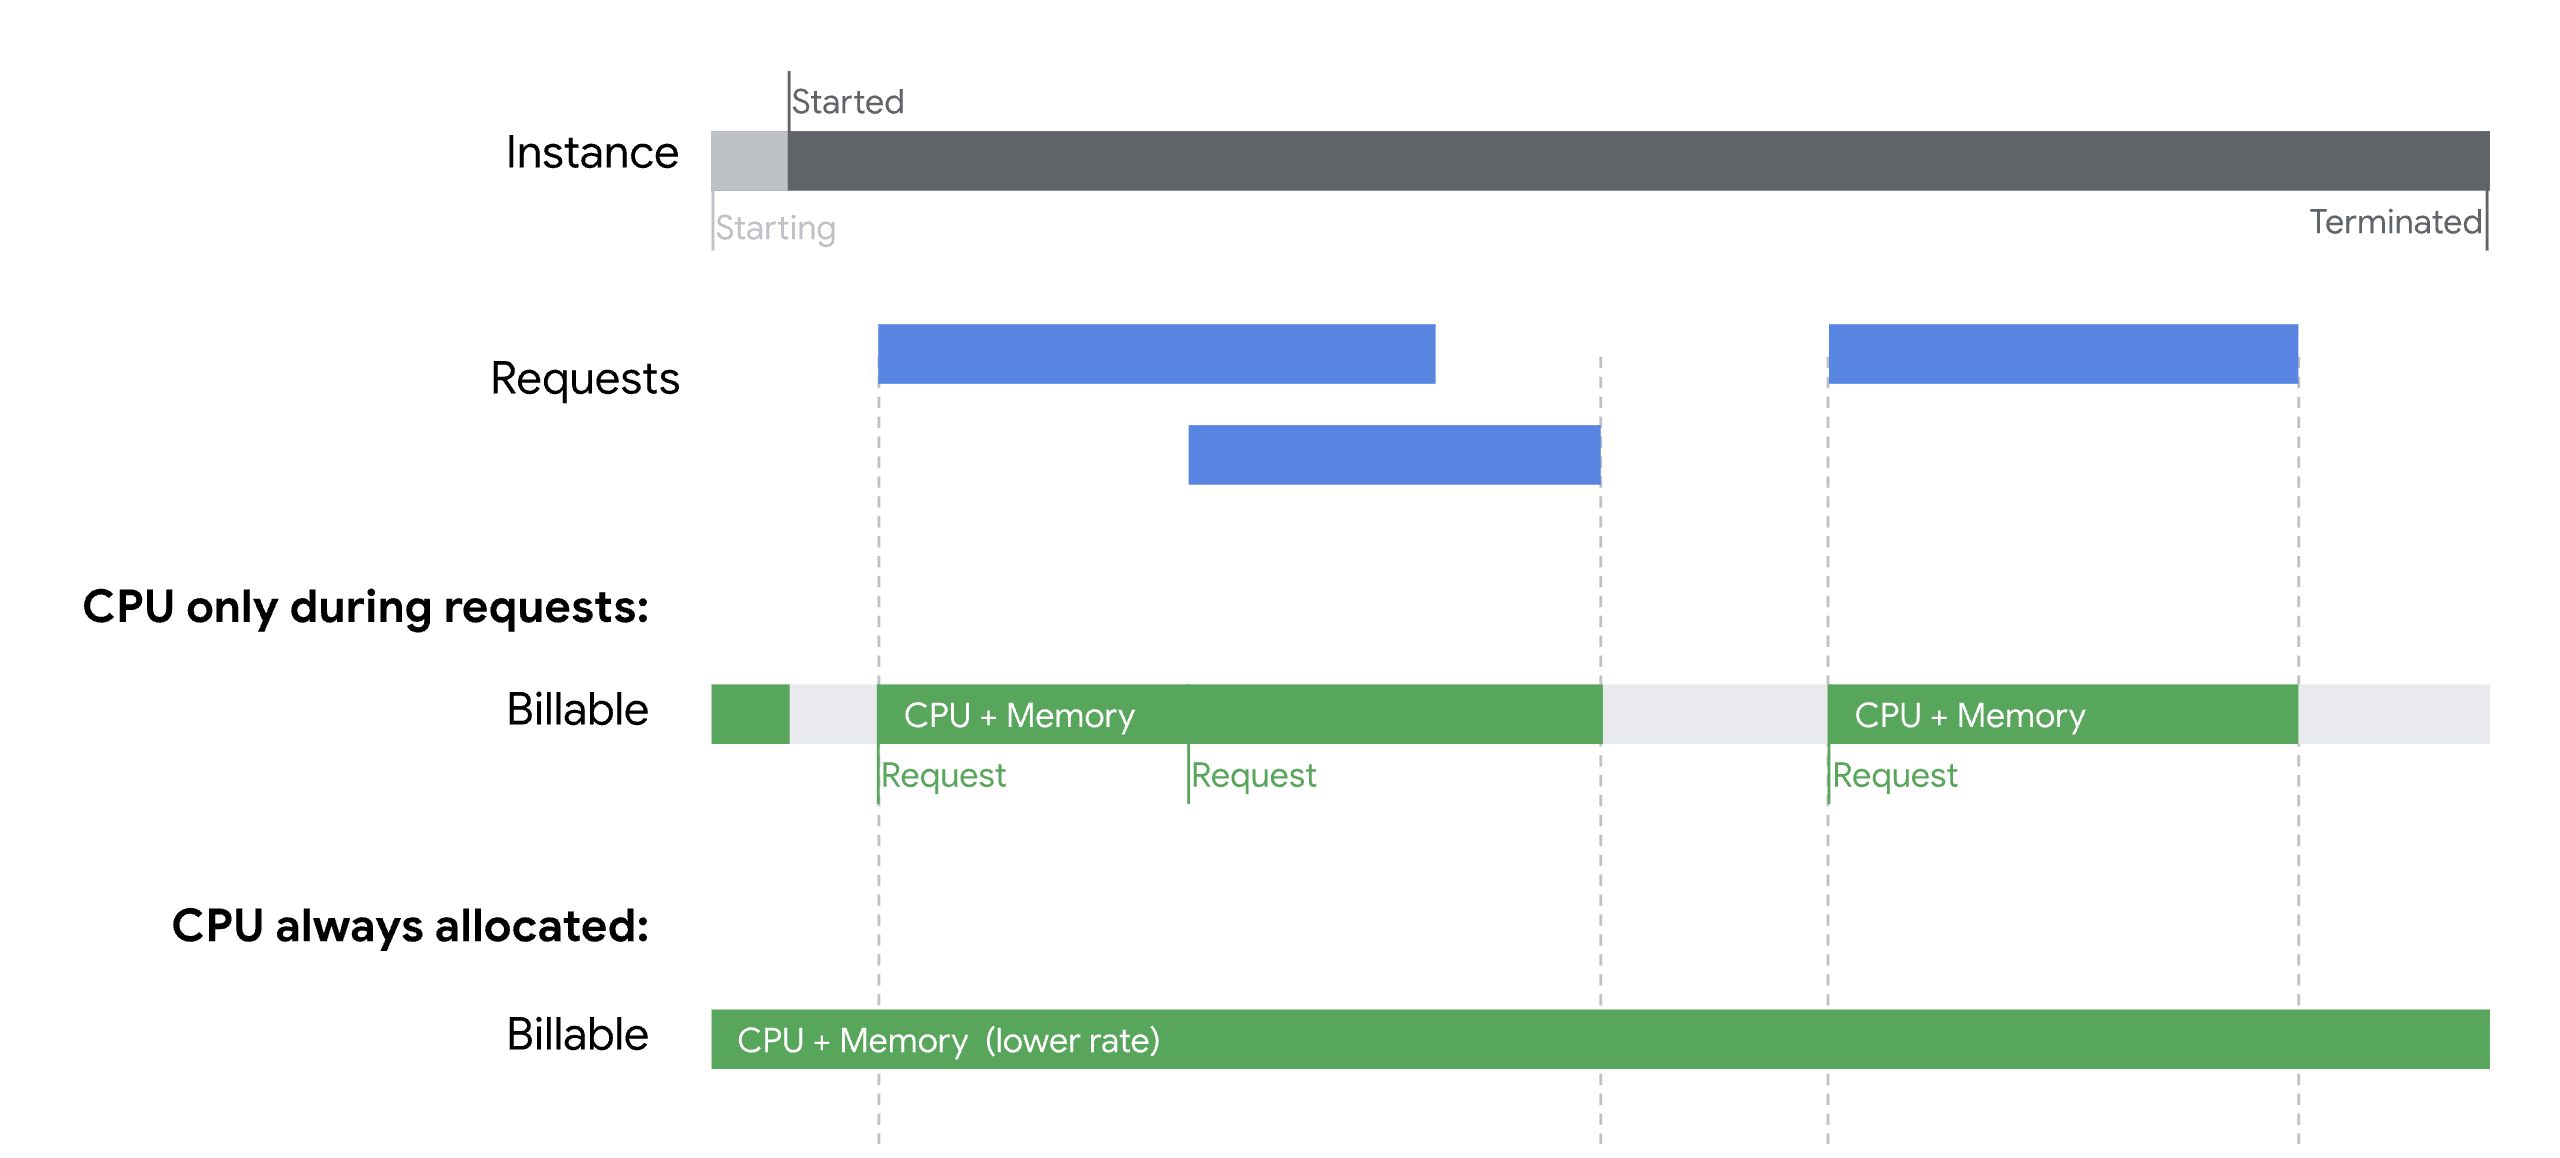 Started
Instance
Starting
Terminated
Requests
CPU only during requests:
Billable
CPU + Memory
CPU + Memory
Request
Request
Request
CPU always allocated:
Billable
CPU + Memory (lower rate)